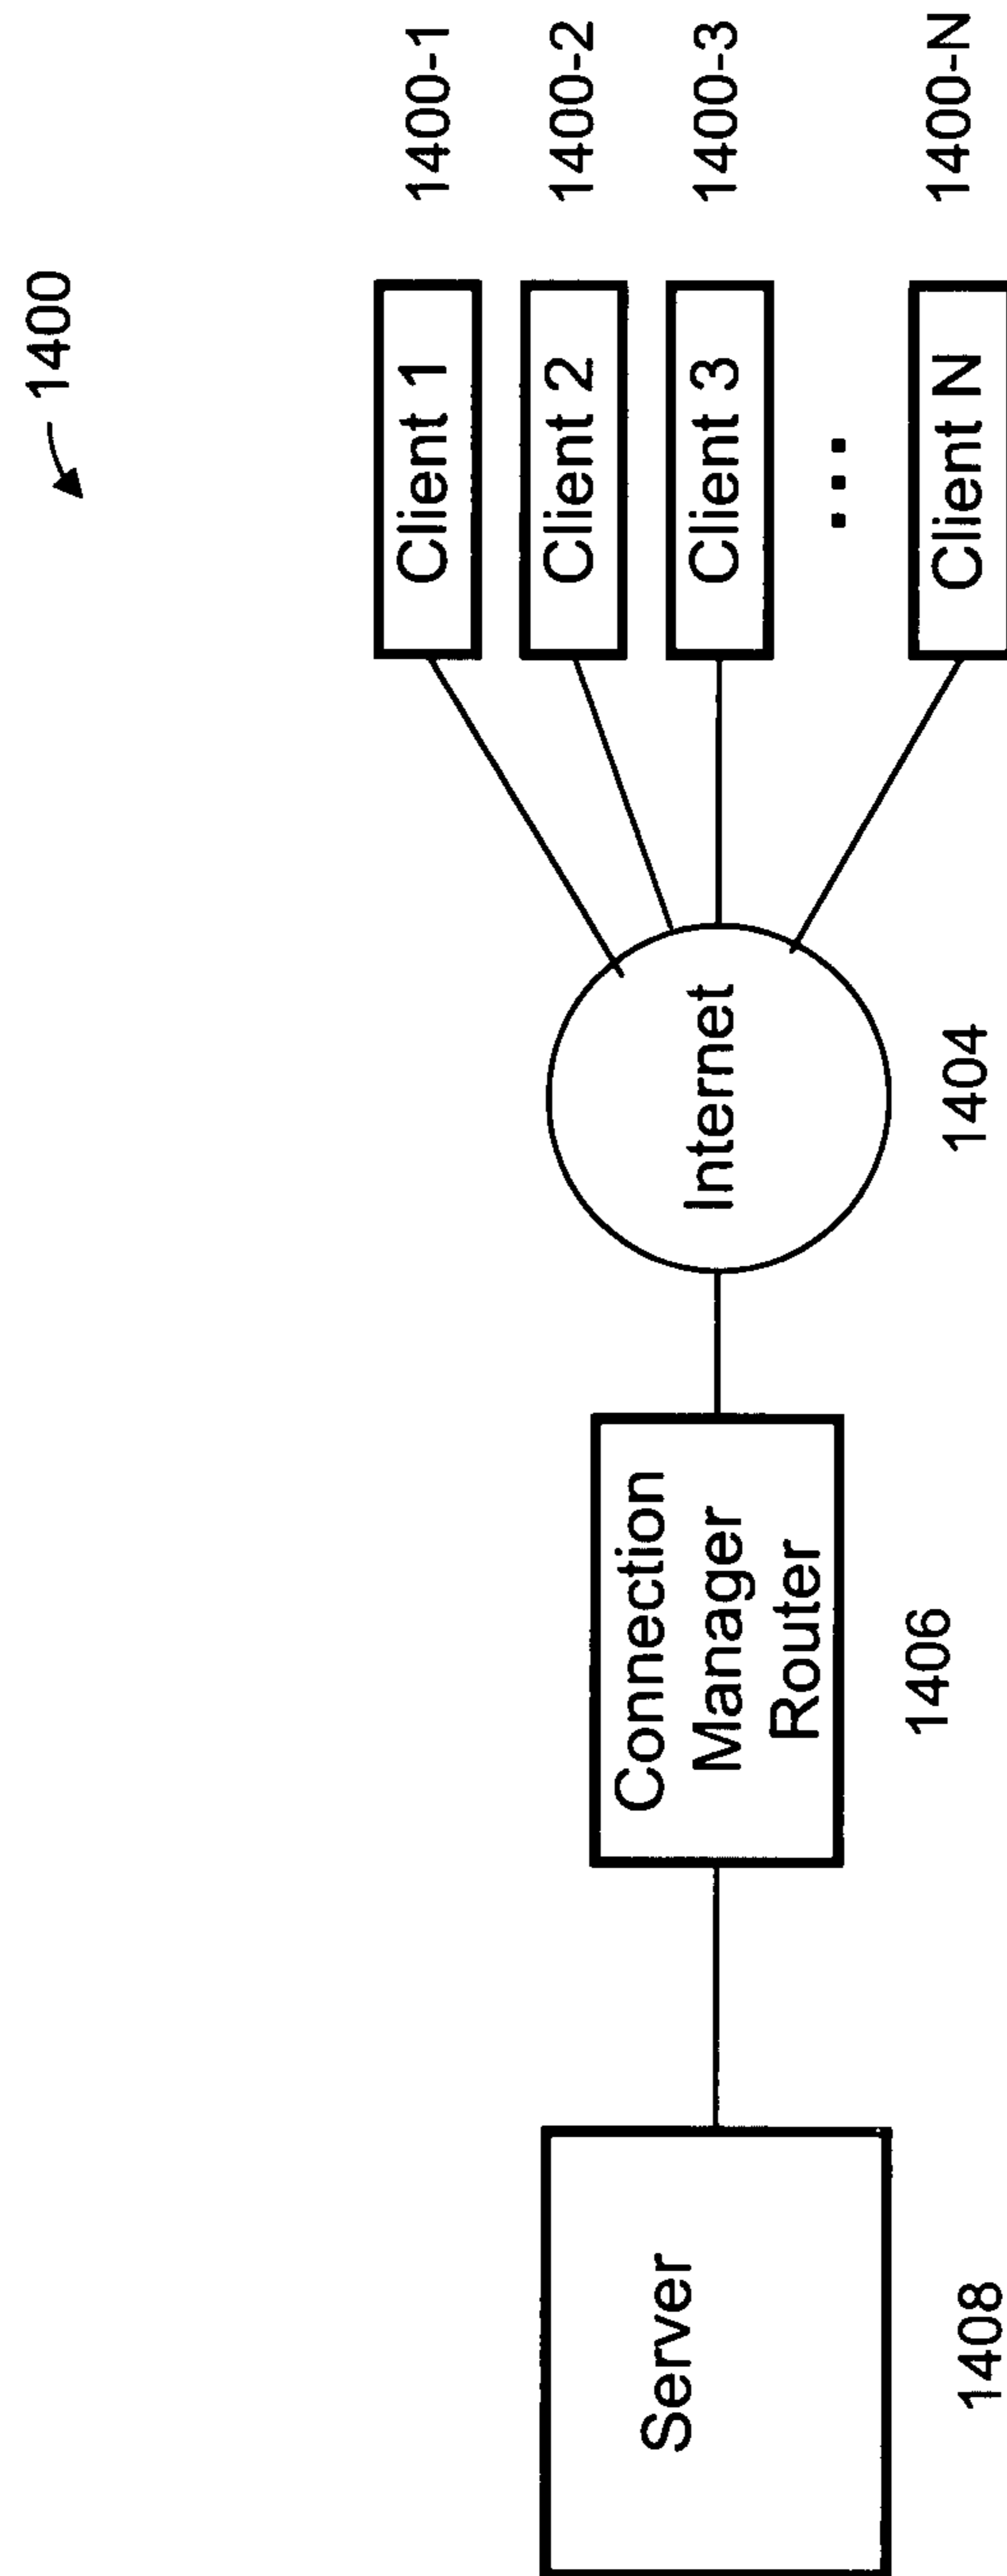 1400
Client 1
1400-1
Client 2
1400-2
Client 3
1400-3
...
Client N
1400-N
Internet
1404
Connection
Manager
Router
1406
Server
1408